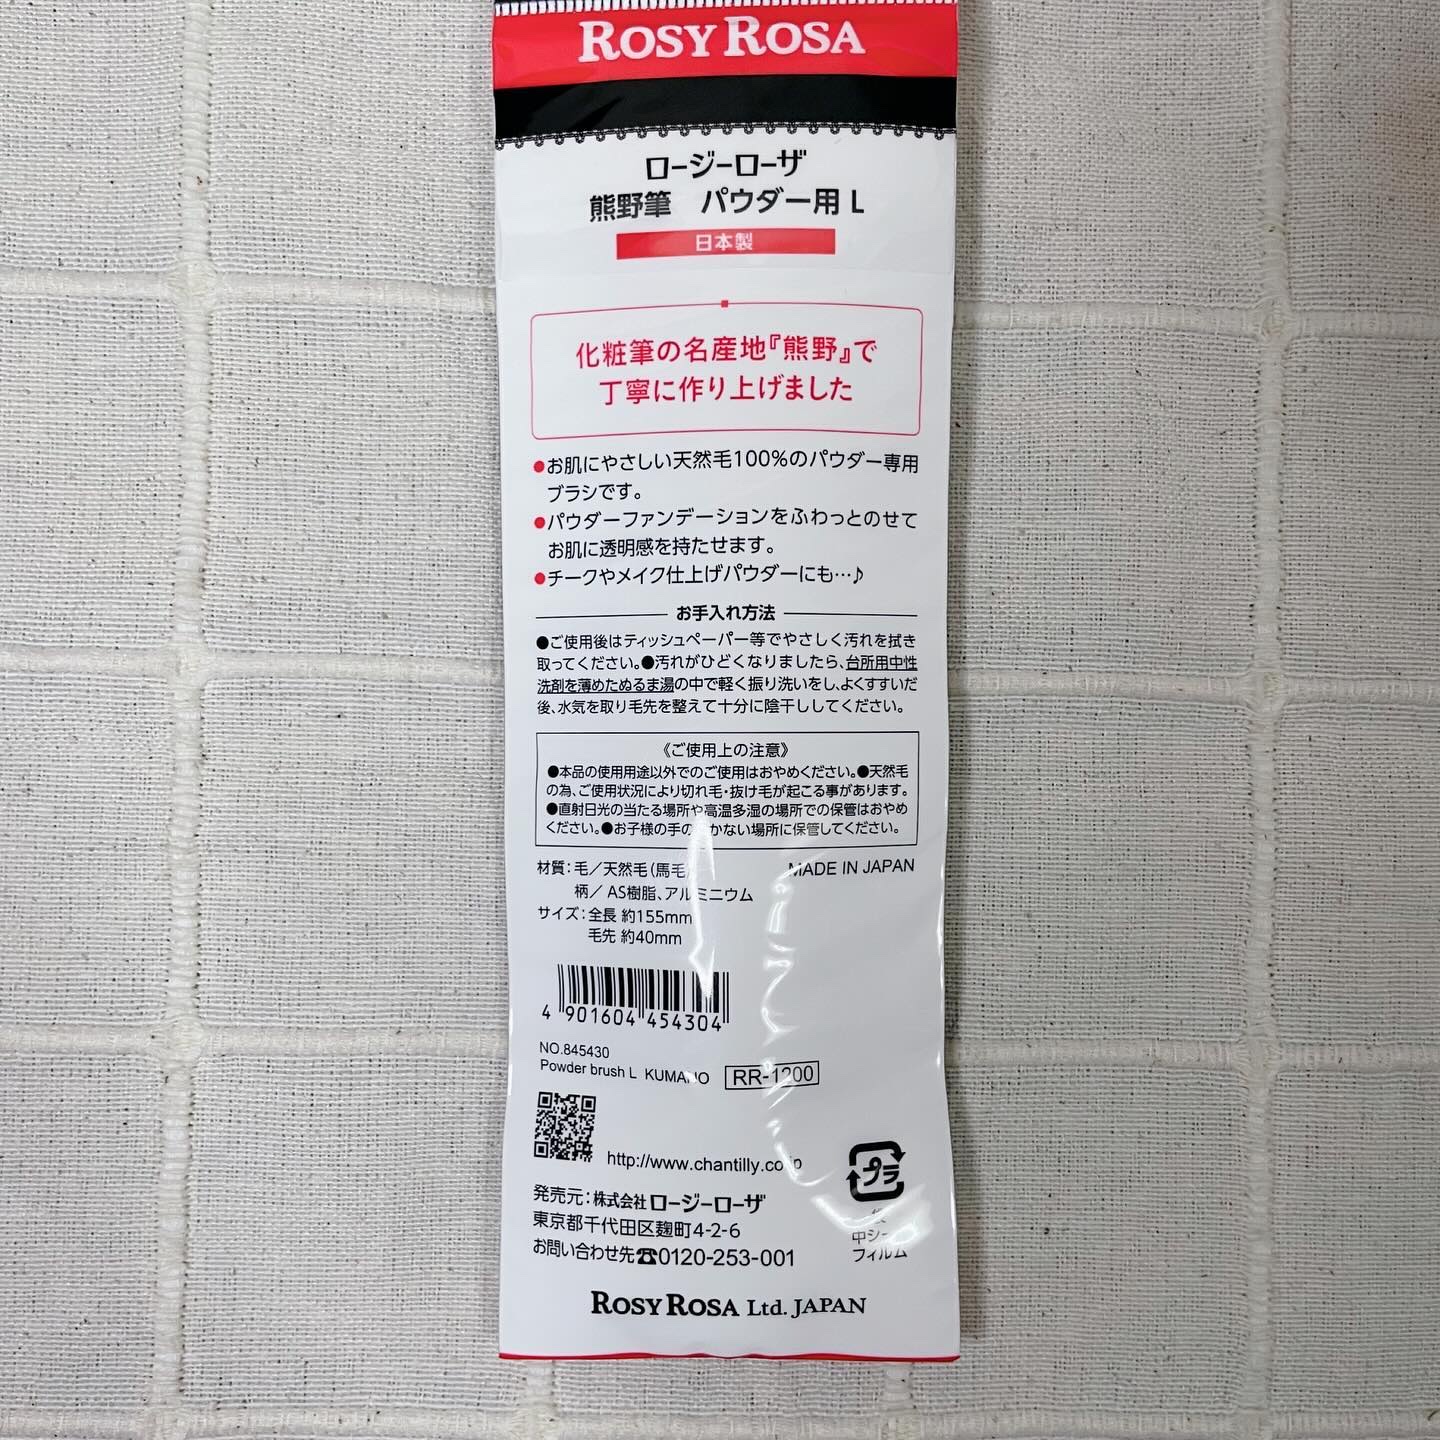 ROSY ROSA
ロージーローザ
熊野筆　パウダー用 L
日本製
化粧筆の名産地『熊野』で
丁寧に作り上げました
●お肌にやさしい天然毛100%のパウダー専用
ブラシです。
●パウダーファンデーションをふわっとのせて
お肌に透明感を持たせます。
●チークやメイク仕上げパウダーにも…♪
お手入れ方法
●ご使用後はティッシュペーパー等でやさしく汚れを拭き
取ってください。●汚れがひどくなりましたら、台所用中性
洗剤を薄めたぬるま湯の中で軽く振り洗いをし、よくすすいだ
後、水気を取り毛先を整えて十分に陰干ししてください。
《ご使用上の注意》
●本品の使用用途以外でのご使用はおやめください。●天然毛
の為、ご使用状況により切れ毛・抜け毛が起こる事があります。
●直射日光の当たる場所や高温多湿の場所での保管はおやめ
ください。●お子様の手の かない場所に保管してください。
材質：毛／天然毛（馬毛）
MADE IN JAPAN
柄／ AS樹脂、アルミニウム
サイズ：全長 約155mm
毛先 約40mm
4 901604 454304
NO.845430
Powder brush L KUMANO RR-1200
http://www.chantilly.co.jp
プラ
発売元：株式会社 ロージーローザ
東京都千代田区麹町4-2-6
お問い合わせ先☎0120-253-001
中シ
フィルム
ROSY ROSA Ltd. JAPAN